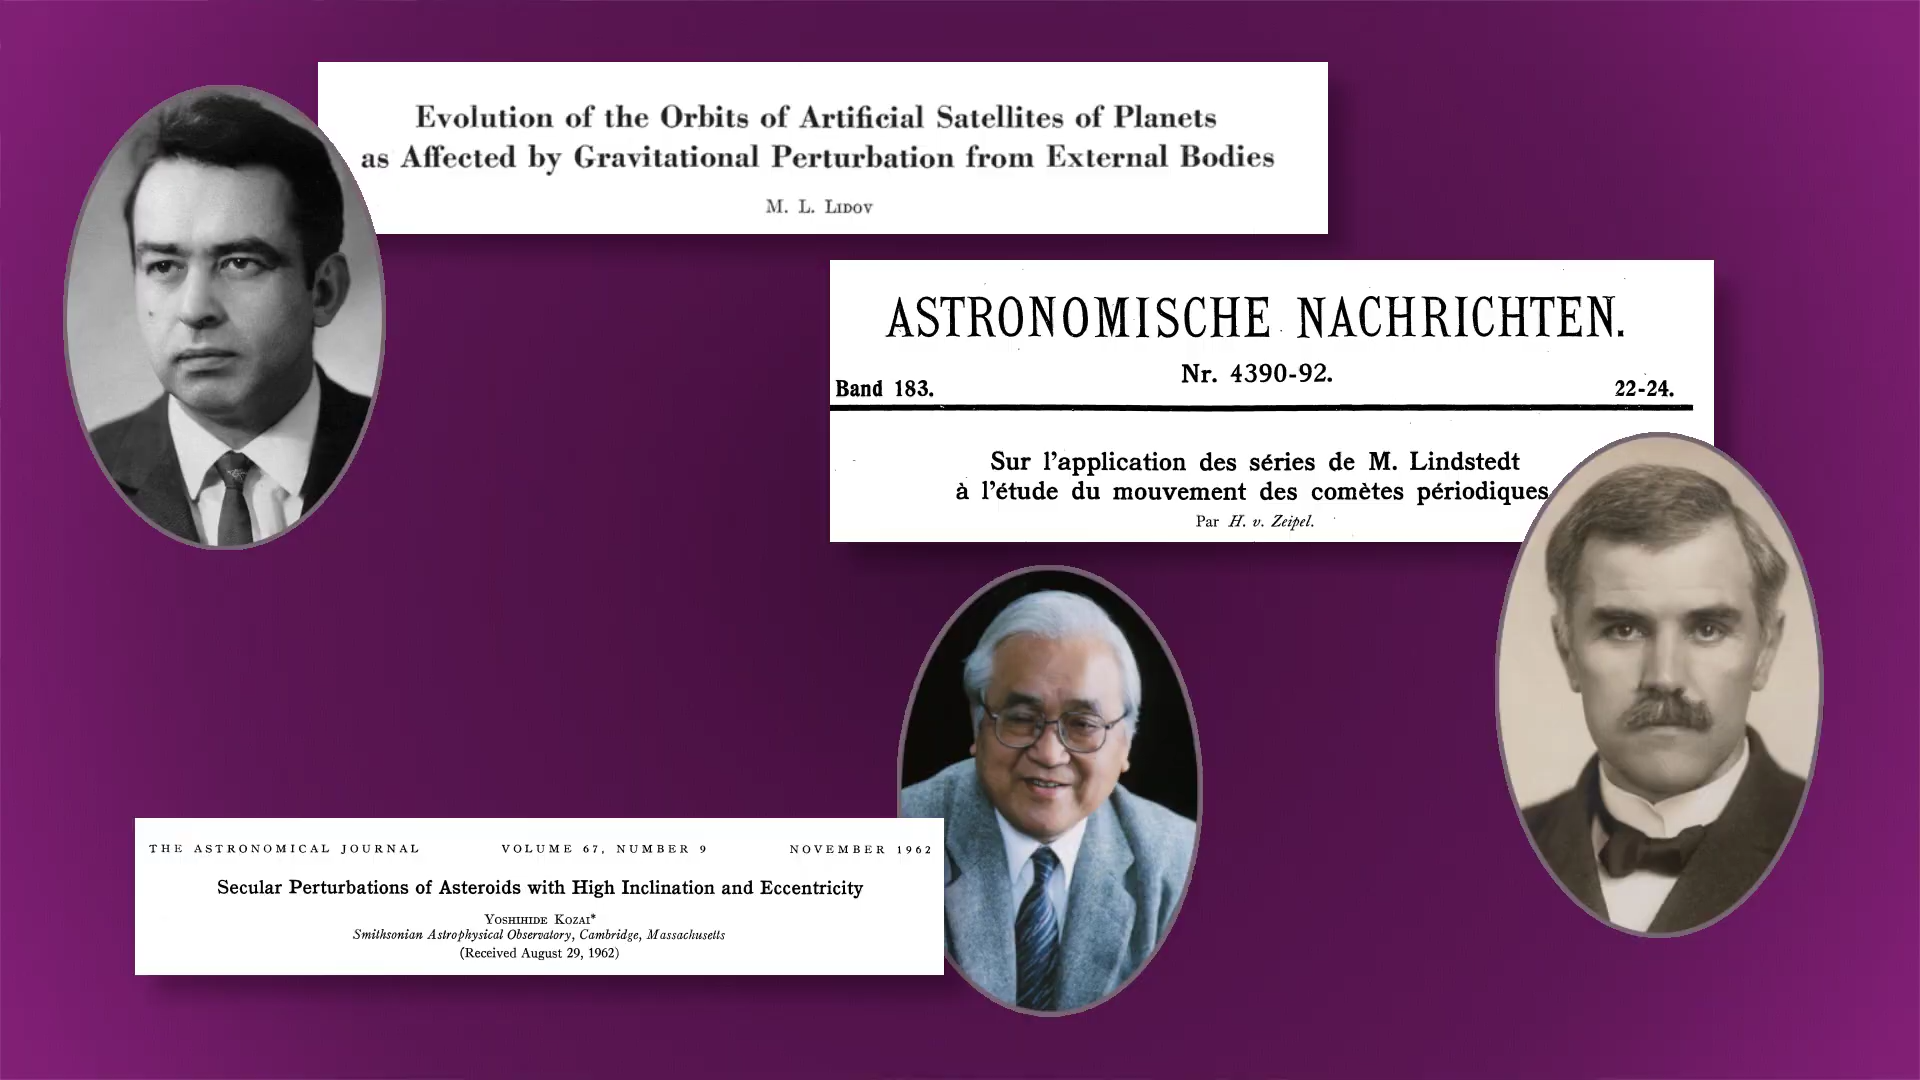 Evolution of the Orbits of Artificial Satellites of Planets
as Affected by Gravitational Perturbation from External Bodies
M. L. Lidov
ASTRONOMISCHE NACHRICHTEN.
Nr. 4390-92.
Band 183.
22-24.
Sur l'application des séries de M. Lindstedt
à l'étude du mouvement des comètes périodiques
Par H. v. Zeipel.
THE ASTRONOMICAL JOURNAL VOLUME 67, NUMBER 9 NOVEMBER 1962
Secular Perturbations of Asteroids with High Inclination and Eccentricity
Yoshihide Kozai*
Smithsonian Astrophysical Observatory, Cambridge, Massachusetts
(Received August 29, 1962)